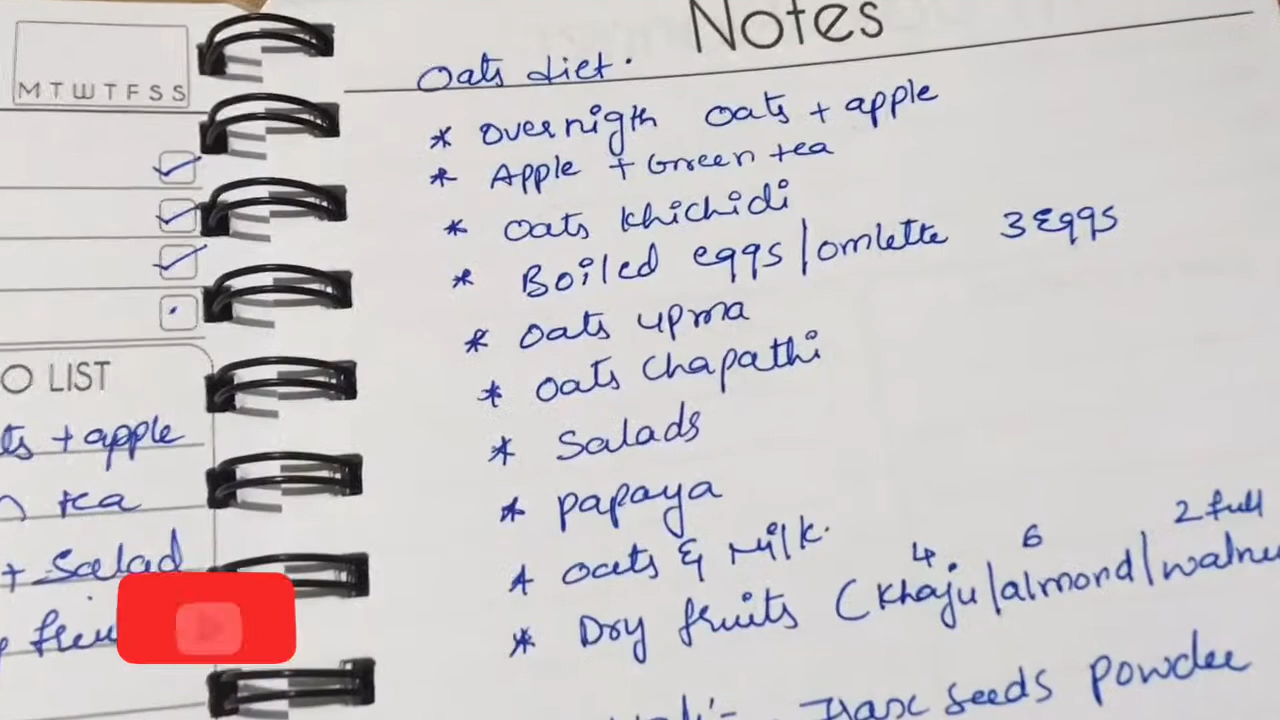 Notes
M T W T F S S
Oats diet.
* overnigth oats + apple
* Apple + Green tea
* oats khichidi
* Boiled eggs/omlette 3 Eggs
* oats upma
* oats chapathi
* Salads
* papaya
* oats & Milk.
4 6 2 full
* Dry fruits (Khaju/almond/walnu
Flax seeds powder
O LIST
ts + apple
n tea
+ Salad